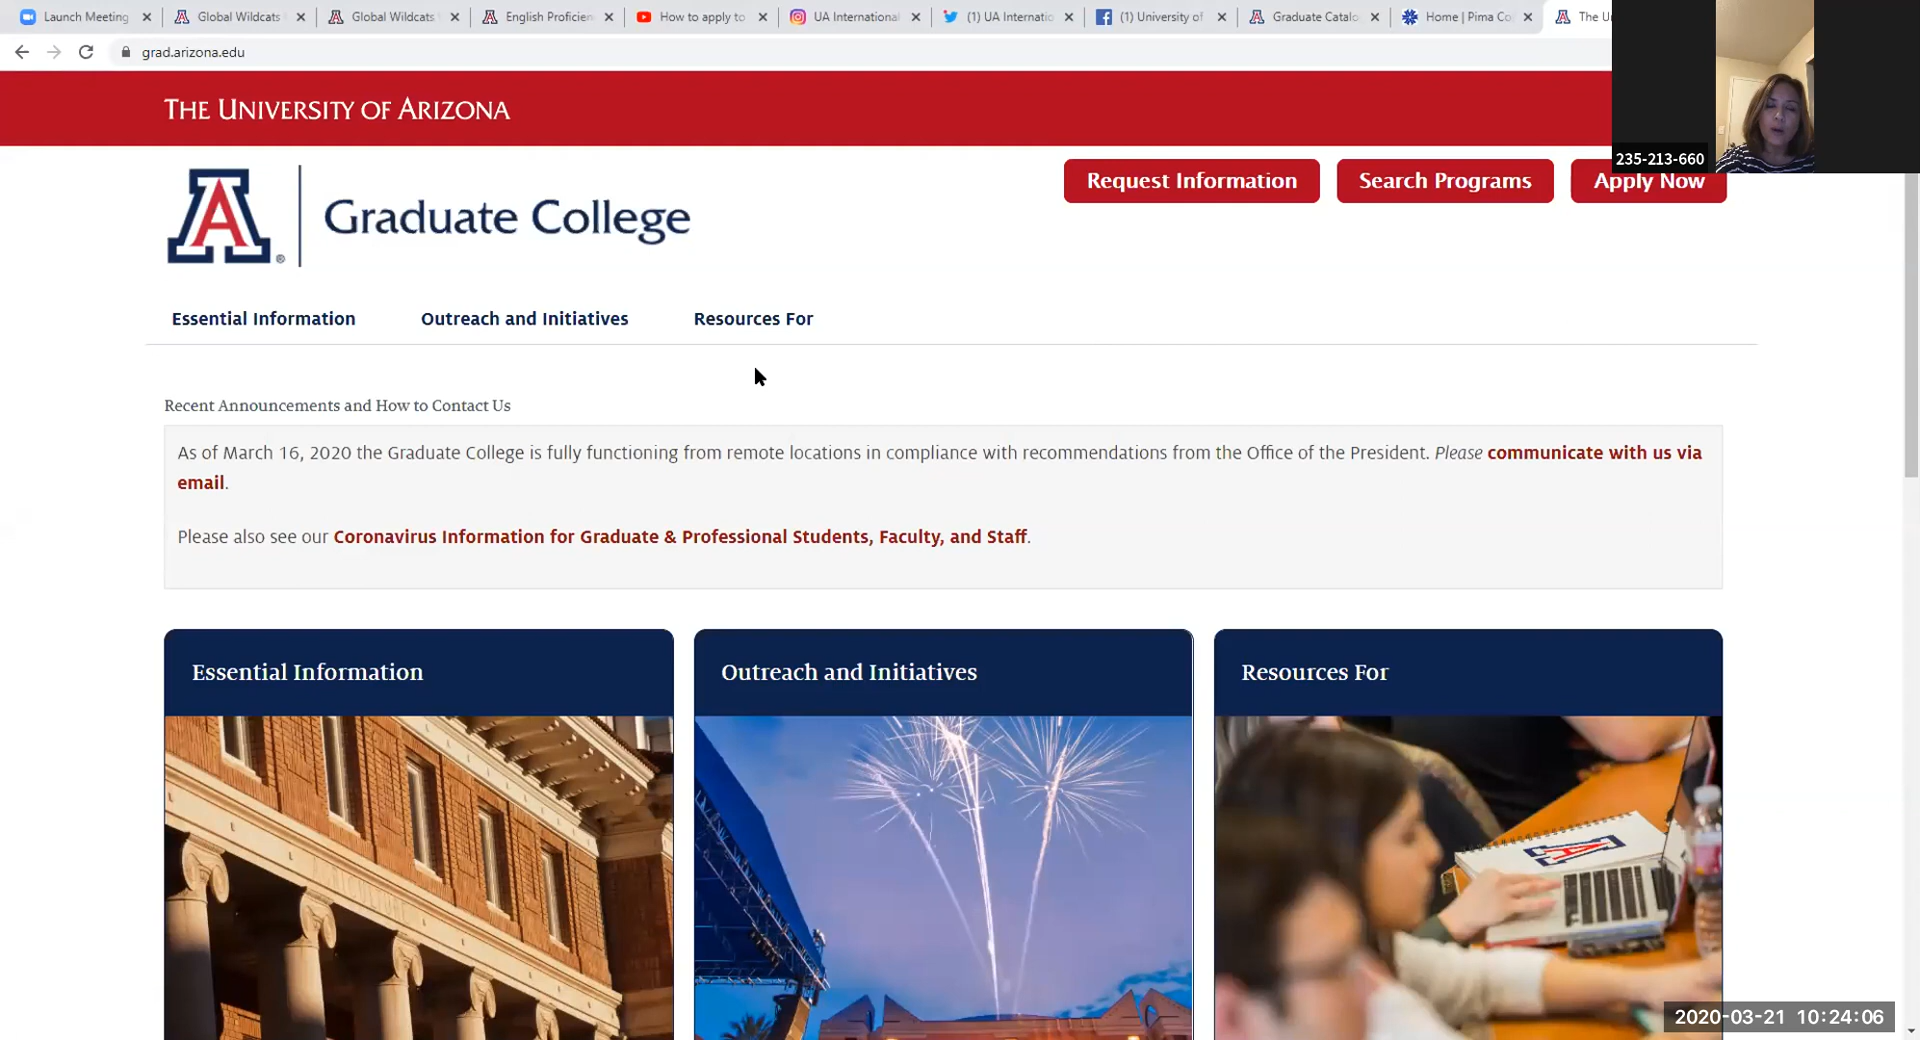 Launch Meeting
Global Wildcats
Global Wildcats
English Proficien
How to apply to
UA International
(1) UA Internatio
(1) University of
Graduate Catalo
Home | Pima Co
The Un
grad.arizona.edu
THE UNIVERSITY OF ARIZONA
235-213-660
A
Graduate College
Request Information
Search Programs
Apply Now
Essential Information
Outreach and Initiatives
Resources For
Recent Announcements and How to Contact Us
As of March 16, 2020 the Graduate College is fully functioning from remote locations in compliance with recommendations from the Office of the President. Please communicate with us via
email.
Please also see our Coronavirus Information for Graduate & Professional Students, Faculty, and Staff.
Essential Information
Outreach and Initiatives
Resources For
A
2020-03-21 10:24:06